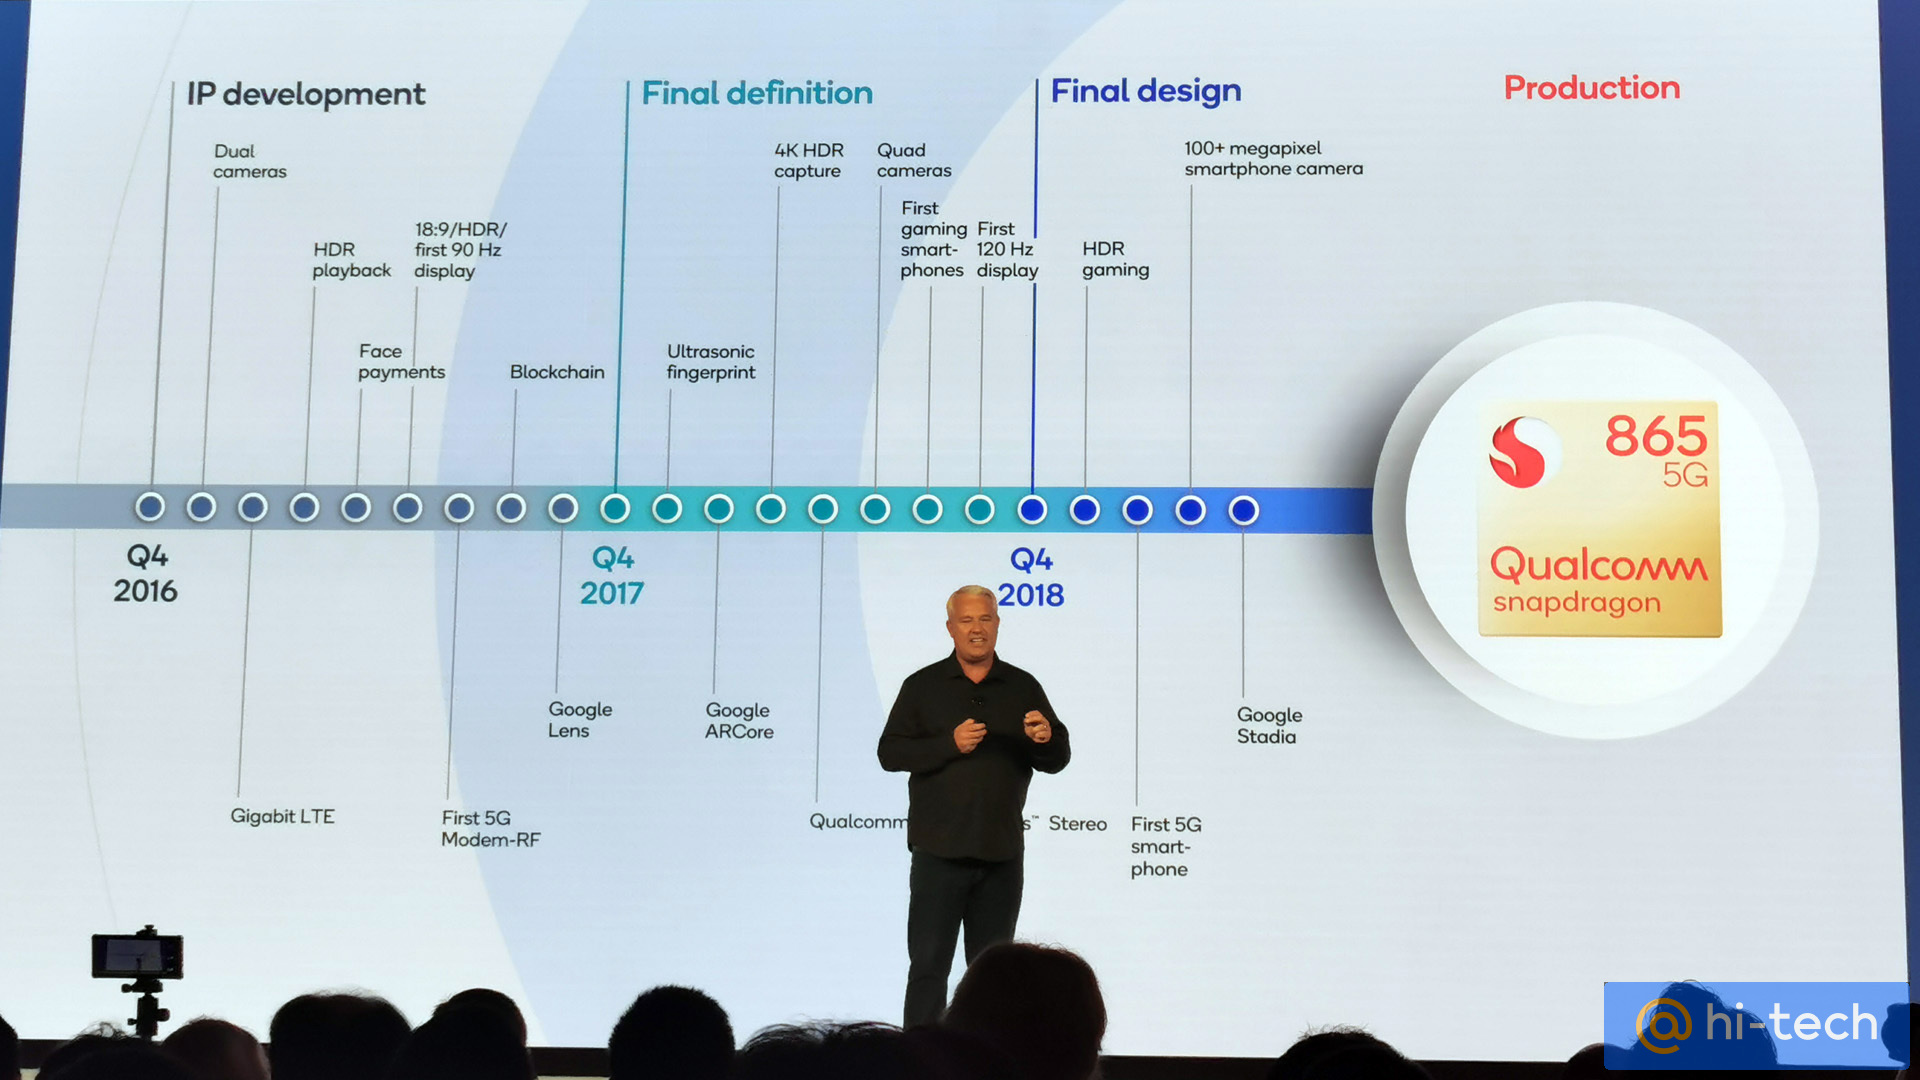 IP development
Final definition
Final design
Production
Dual
cameras
HDR
playback
18:9/HDR/
first 90 Hz
display
Face
payments
Blockchain
Ultrasonic
fingerprint
4K HDR
capture
Quad
cameras
First
gaming
smart-
phones
First
120 Hz
display
HDR
gaming
100+ megapixel
smartphone camera
865
5G
Qualcomm
snapdragon
Q4
2016
Q4
2017
Q4
2018
Gigabit LTE
First 5G
Modem-RF
Google
Lens
Google
ARCore
Qualcomm
™ Stereo
First 5G
smart-
phone
Google
Stadia
@ hi-tech